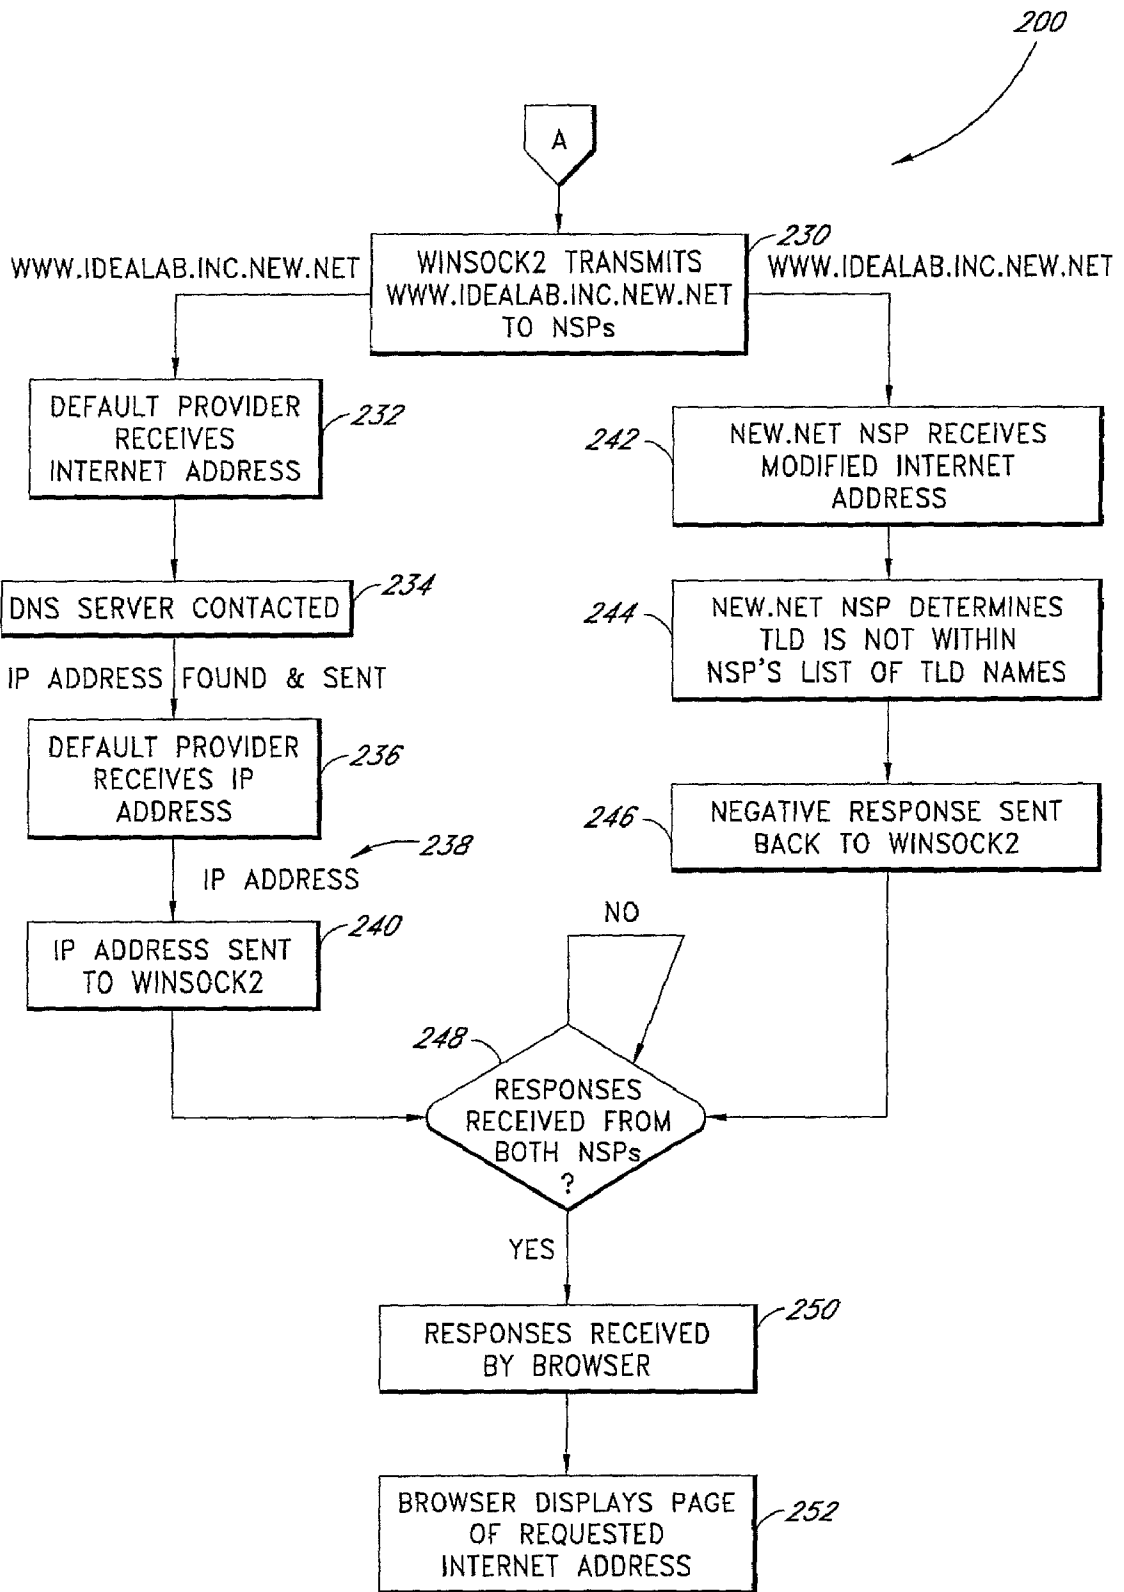 200
A
230
WWW.IDEALAB.INC.NEW.NET
WINSOCK2 TRANSMITS
WWW.IDEALAB.INC.NEW.NET
TO NSPs
WWW.IDEALAB.INC.NEW.NET
DEFAULT PROVIDER
RECEIVES
INTERNET ADDRESS
232
242
NEW.NET NSP RECEIVES
MODIFIED INTERNET
ADDRESS
DNS SERVER CONTACTED
234
244
NEW.NET NSP DETERMINES
TLD IS NOT WITHIN
NSP'S LIST OF TLD NAMES
IP ADDRESS FOUND & SENT
DEFAULT PROVIDER
RECEIVES IP
ADDRESS
236
246
NEGATIVE RESPONSE SENT
BACK TO WINSOCK2
238
IP ADDRESS
NO
IP ADDRESS SENT
TO WINSOCK2
240
248
RESPONSES
RECEIVED FROM
BOTH NSPs
?
YES
RESPONSES RECEIVED
BY BROWSER
250
BROWSER DISPLAYS PAGE
OF REQUESTED
INTERNET ADDRESS
252